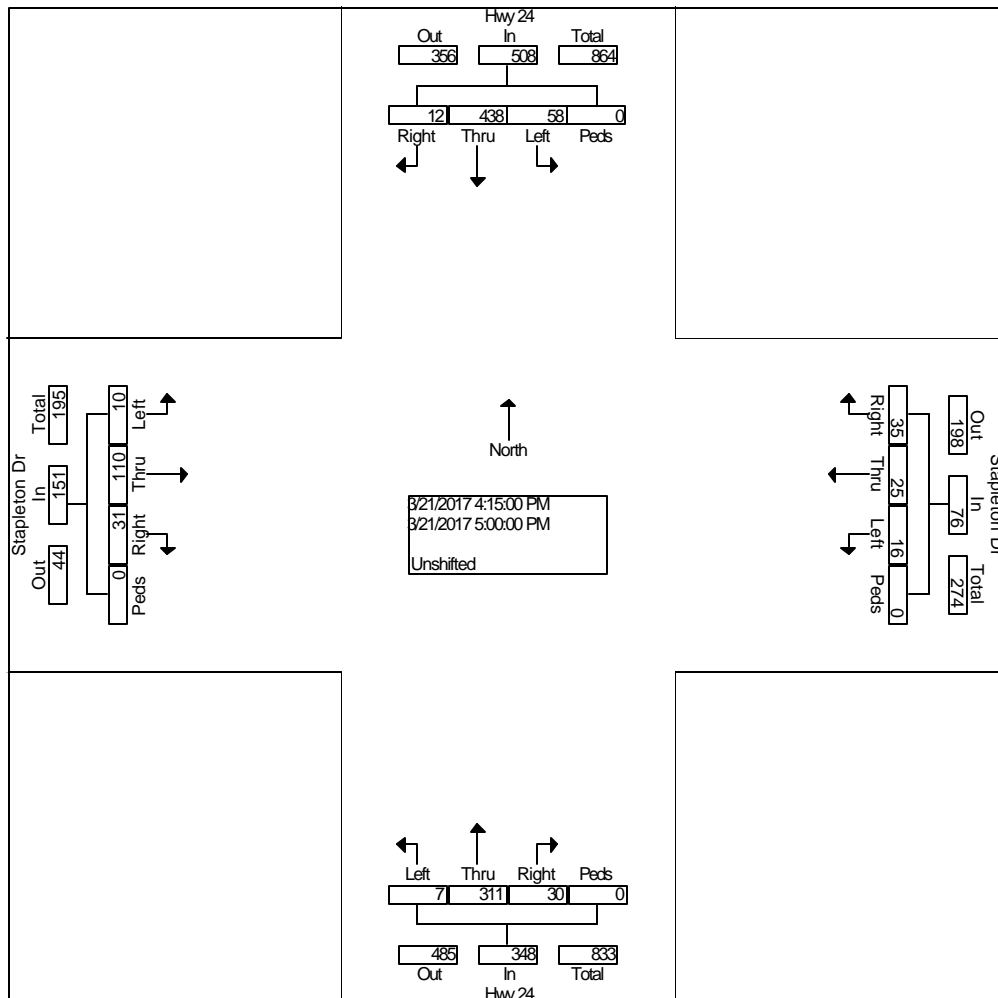 Hwy 24
Out In Total
356 508 864
12 438 58 0
Right Thru Left Peds
Stapleton Dr
Total In Out
195 151 44
10 110 31 0
Left Thru Right Peds
North
3/21/2017 4:15:00 PM
3/21/2017 5:00:00 PM
Unshifted
Right Thru Left Peds
35 25 16 0
Out In Total
198 76 274
Stapleton Dr
Left Thru Right Peds
7 311 30 0
485 348 833
Out In Total
Hwy 24